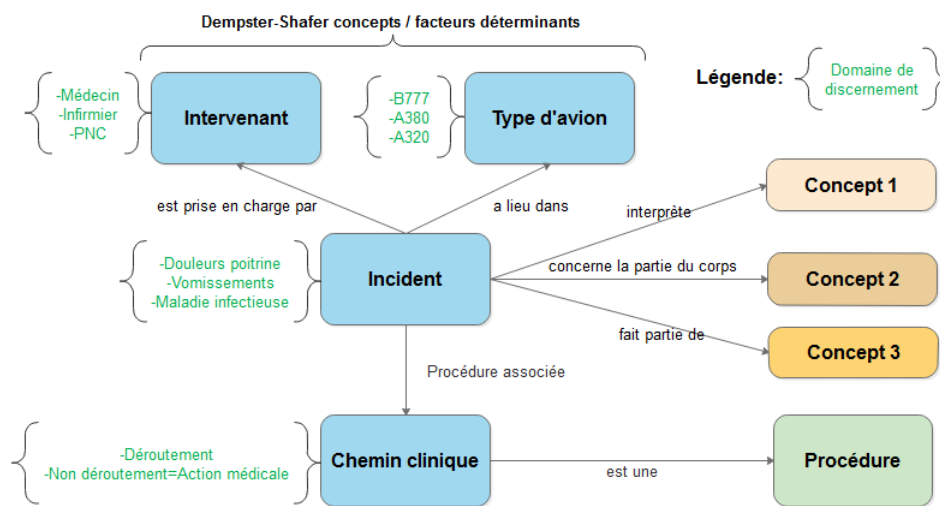 Dempster-Shafer concepts / facteurs déterminants
-Médecin
-Infirmier
-PNC
Intervenant
-B777
-A380
-A320
Type d'avion
Légende:
Domaine de
discernement
est prise en charge par
a lieu dans
interprète
Concept 1
-Douleurs poitrine
-Vomissements
-Maladie infectieuse
Incident
concerne la partie du corps
Concept 2
fait partie de
Concept 3
Procédure associée
-Déroutement
-Non déroutement=Action médicale
Chemin clinique
est une
Procédure